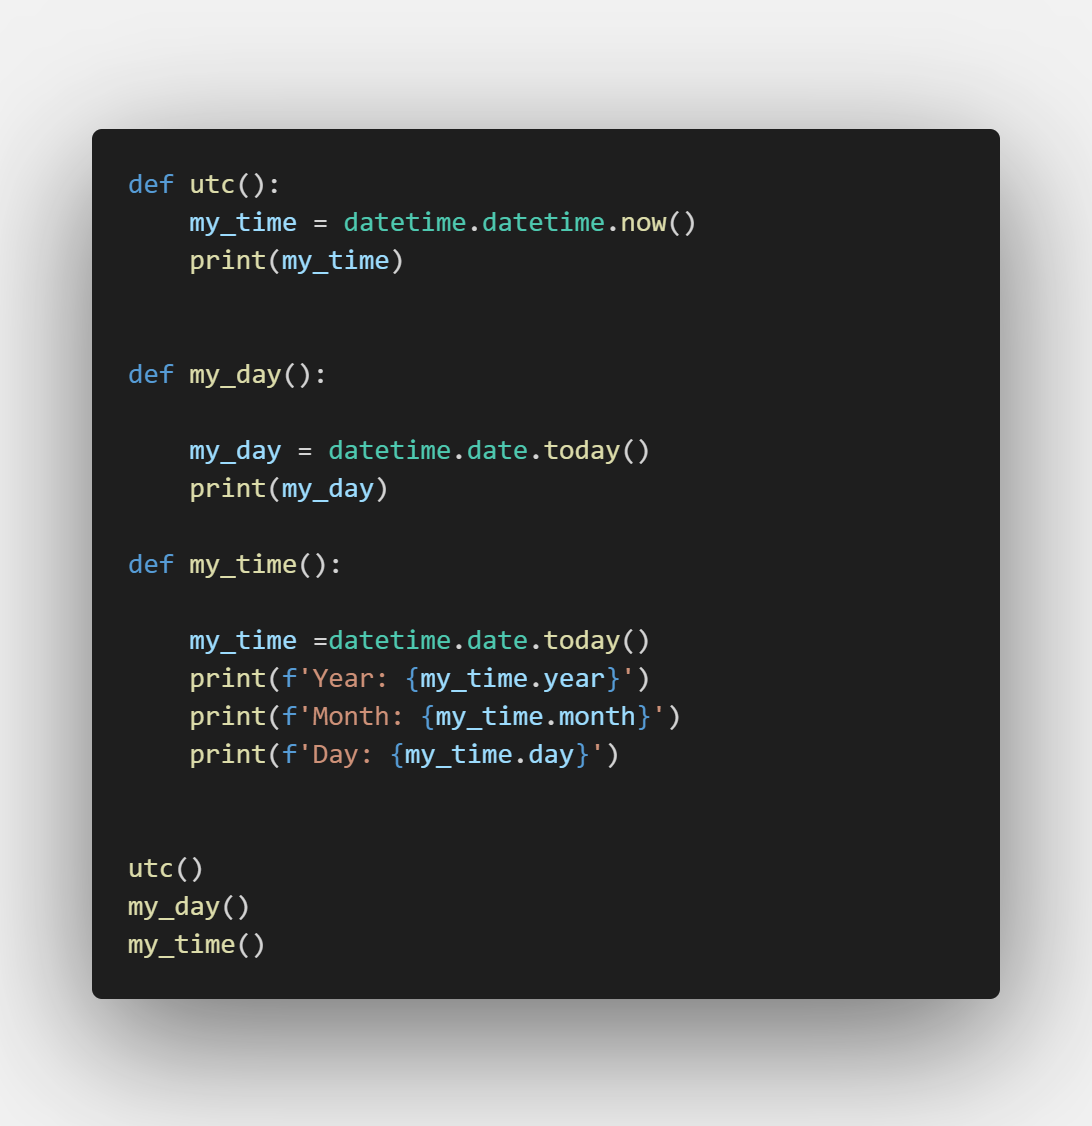 def utc():
    my_time = datetime.datetime.now()
    print(my_time)
def my_day():
    my_day = datetime.date.today()
    print(my_day)
def my_time():
    my_time =datetime.date.today()
    print(f'Year: {my_time.year}')
    print(f'Month: {my_time.month}')
    print(f'Day: {my_time.day}')
utc()
my_day()
my_time()